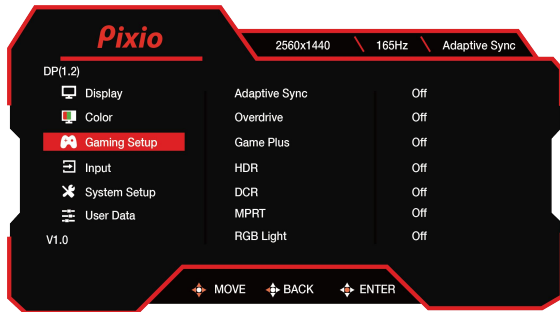 Pixio
2560x1440 \ 165Hz \ Adaptive Sync
DP(1.2)
Display
Color
Gaming Setup
Input
System Setup
User Data
V1.0
Adaptive Sync Off
Overdrive Off
Game Plus Off
HDR Off
DCR Off
MPRT Off
RGB Light Off
MOVE BACK ENTER